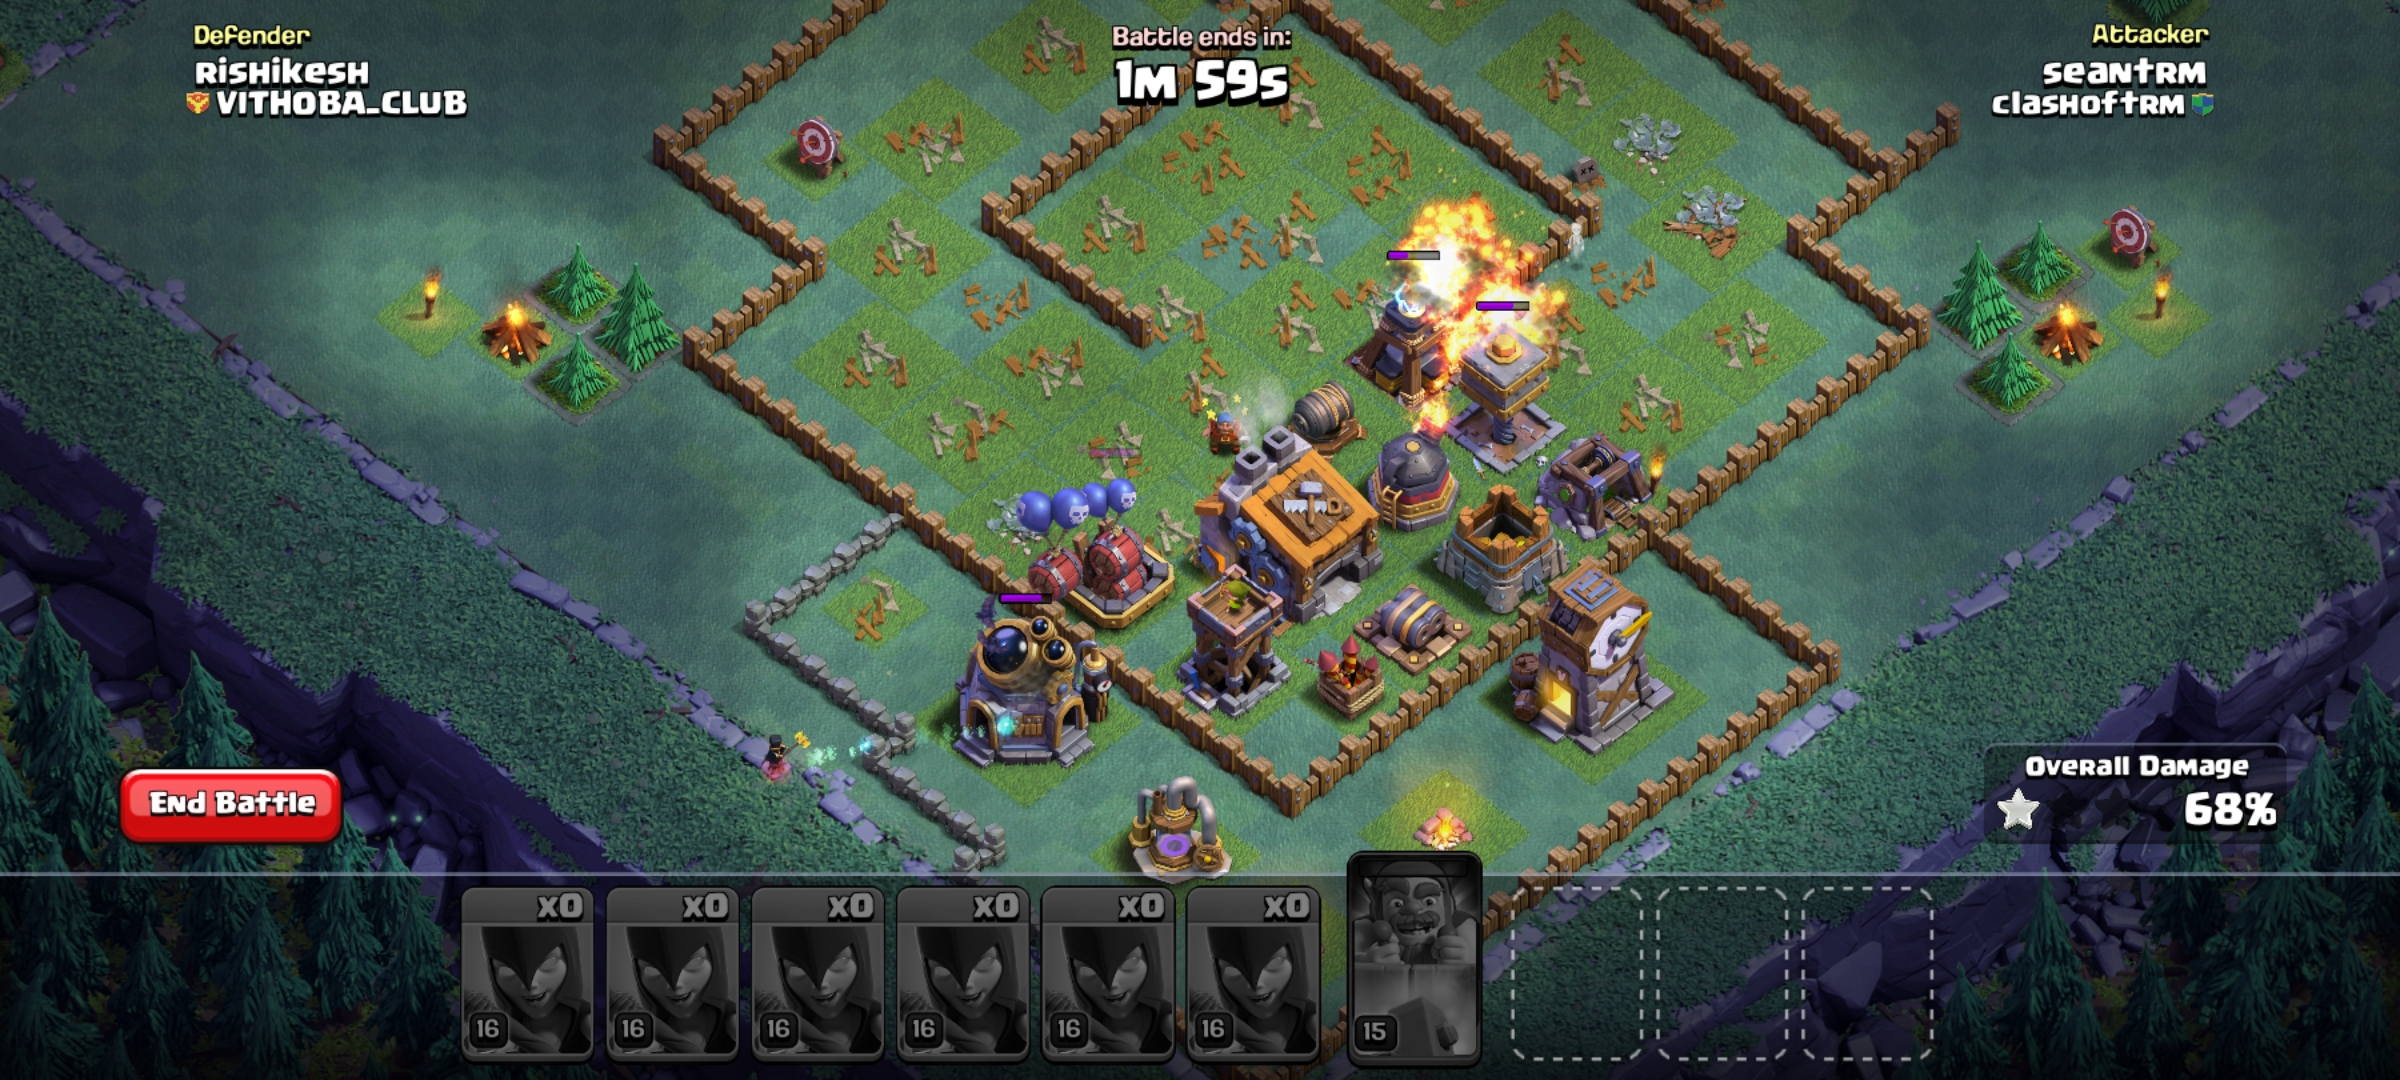 Defender
Rishikesh
VITHOBA_CLUB
Battle ends in:
1M 59s
Attacker
seantRM
clashoftRM
End Battle
Overall Damage
68%
x0
x0
x0
x0
x0
x0
16
16
16
16
16
16
15